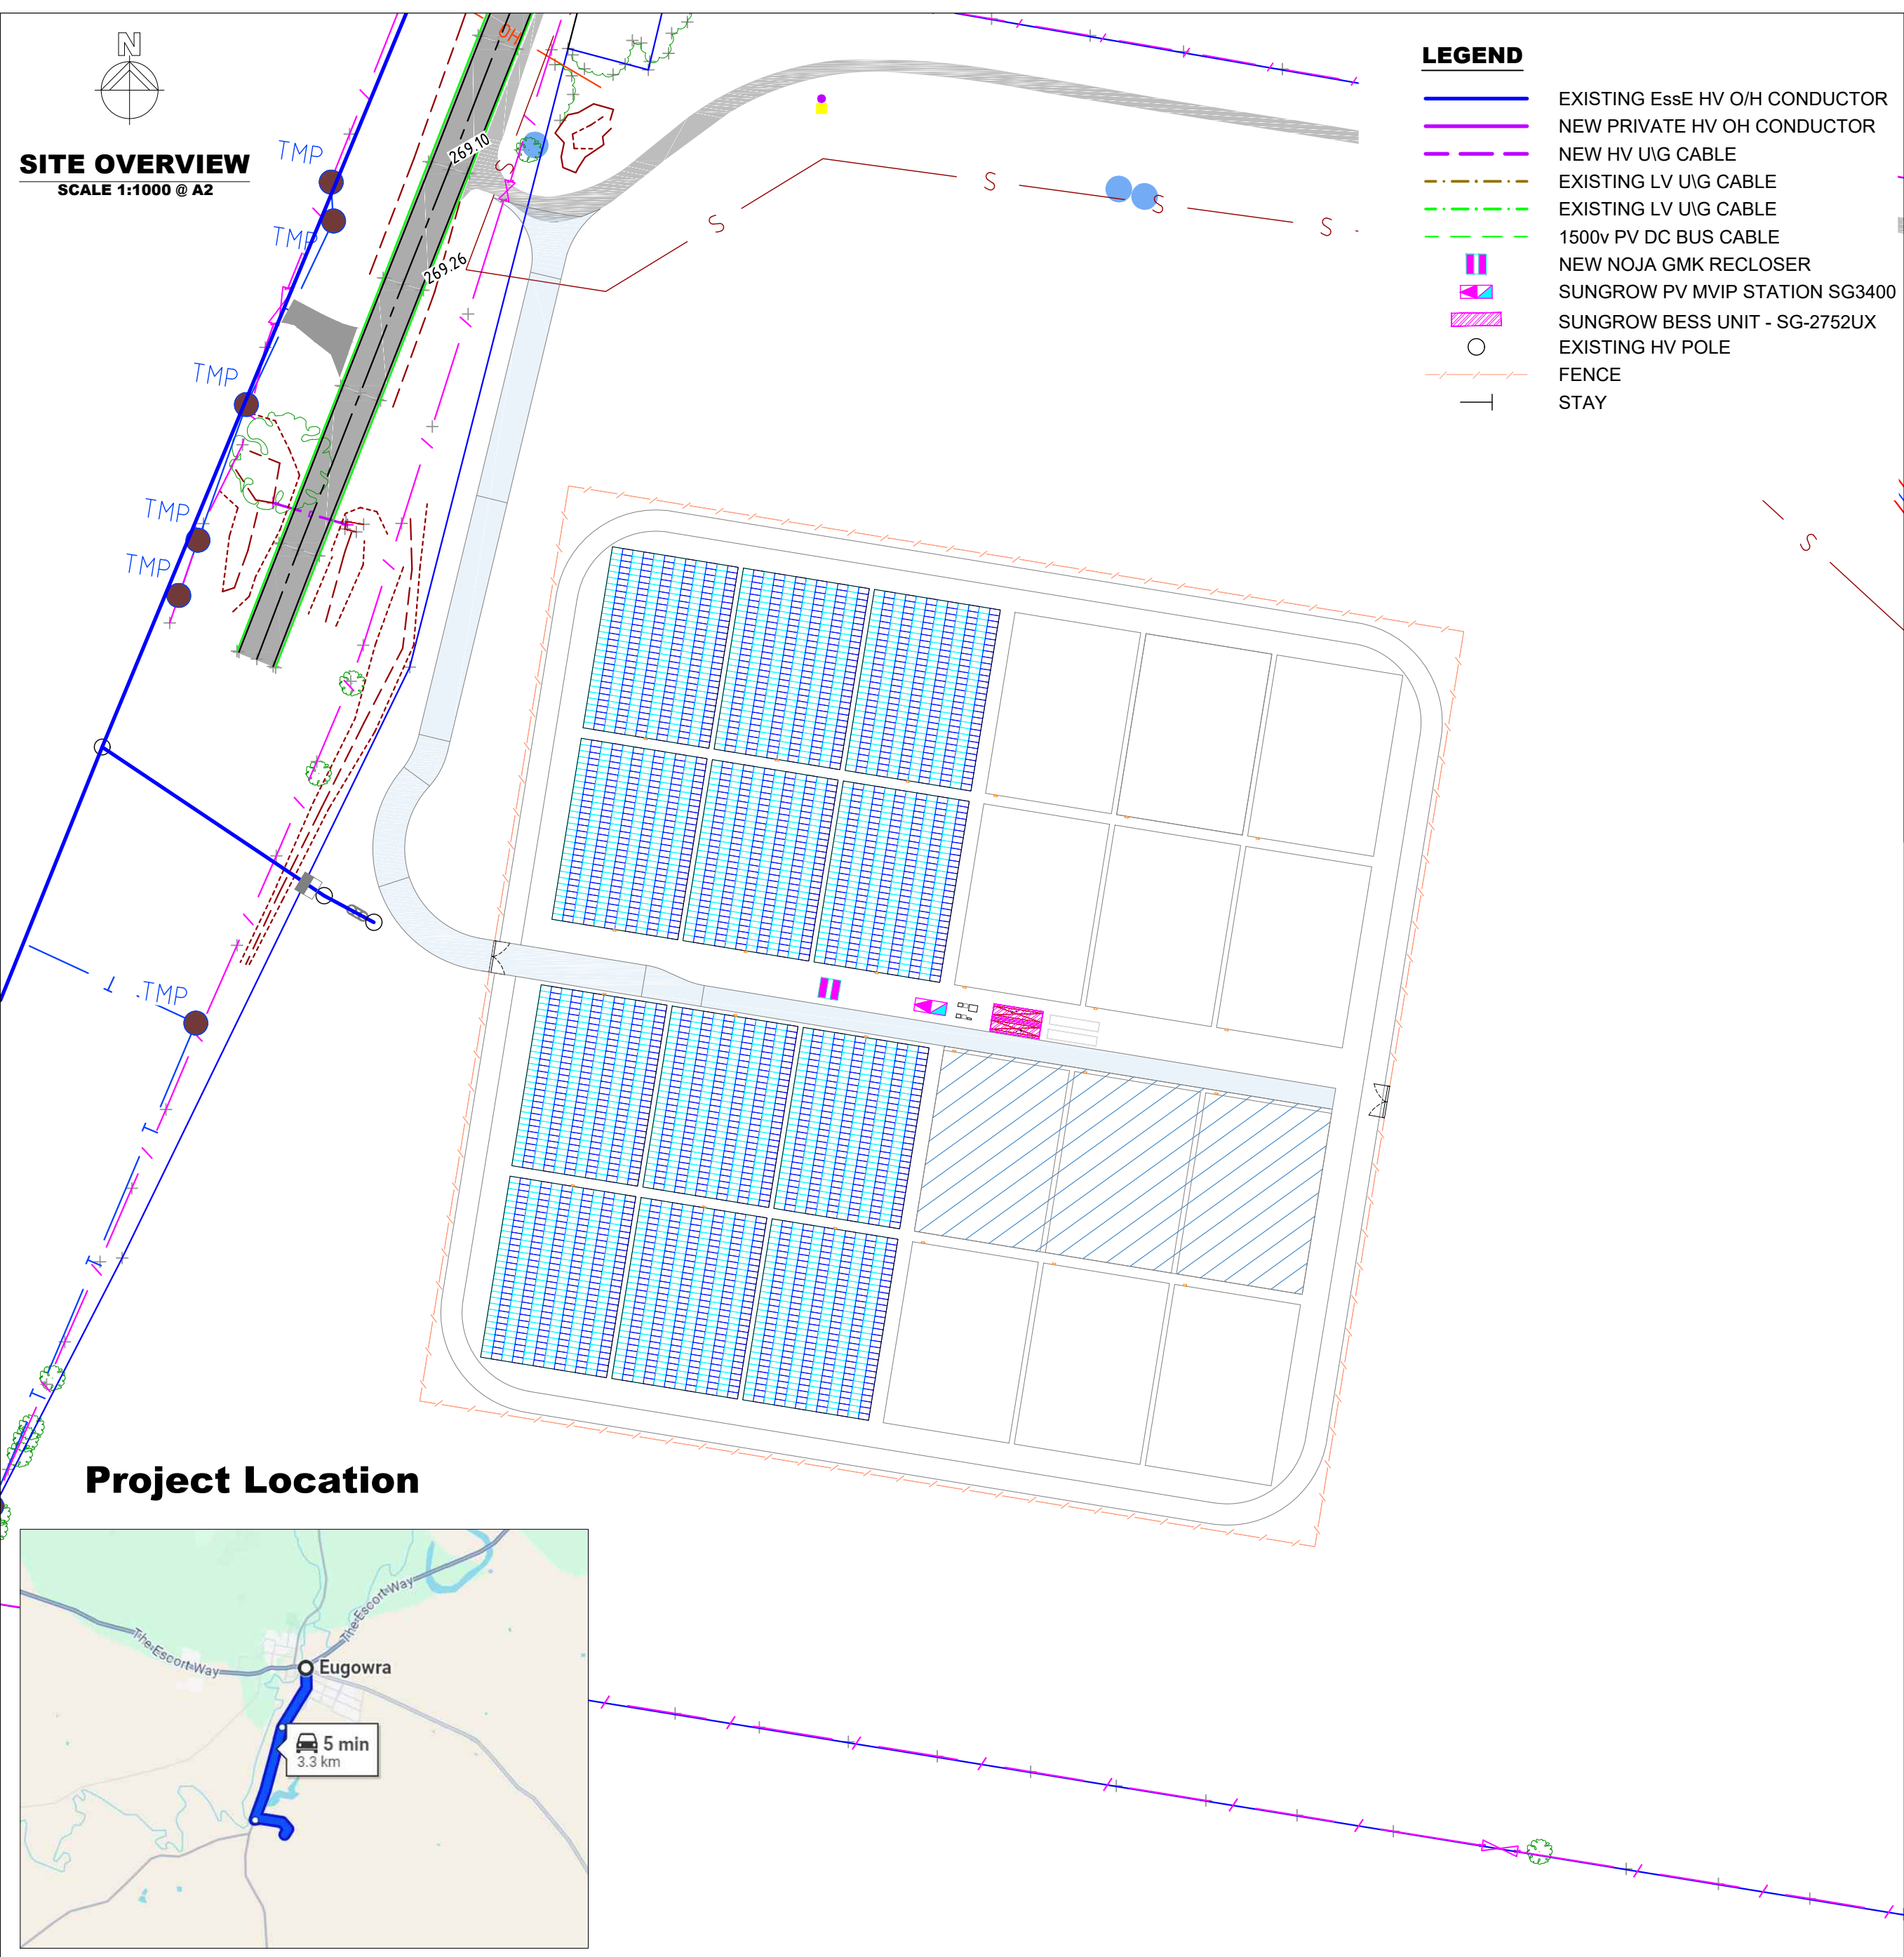 N
SITE OVERVIEW
SCALE 1:1000 @ A2
LEGEND
EXISTING EssE HV O/H CONDUCTOR
NEW PRIVATE HV OH CONDUCTOR
NEW HV U\G CABLE
EXISTING LV U\G CABLE
EXISTING LV U\G CABLE
1500v PV DC BUS CABLE
NEW NOJA GMK RECLOSER
SUNGROW PV MVIP STATION SG3400
SUNGROW BESS UNIT - SG-2752UX
EXISTING HV POLE
FENCE
STAY
OH
TMP
TMP
TMP
TMP
TMP
TMP
269.10
269.26
S
S
S
S
S
S
T
T
T
T
Project Location
The Escort Way
The Escort Way
Eugowra
5 min
3.3 km